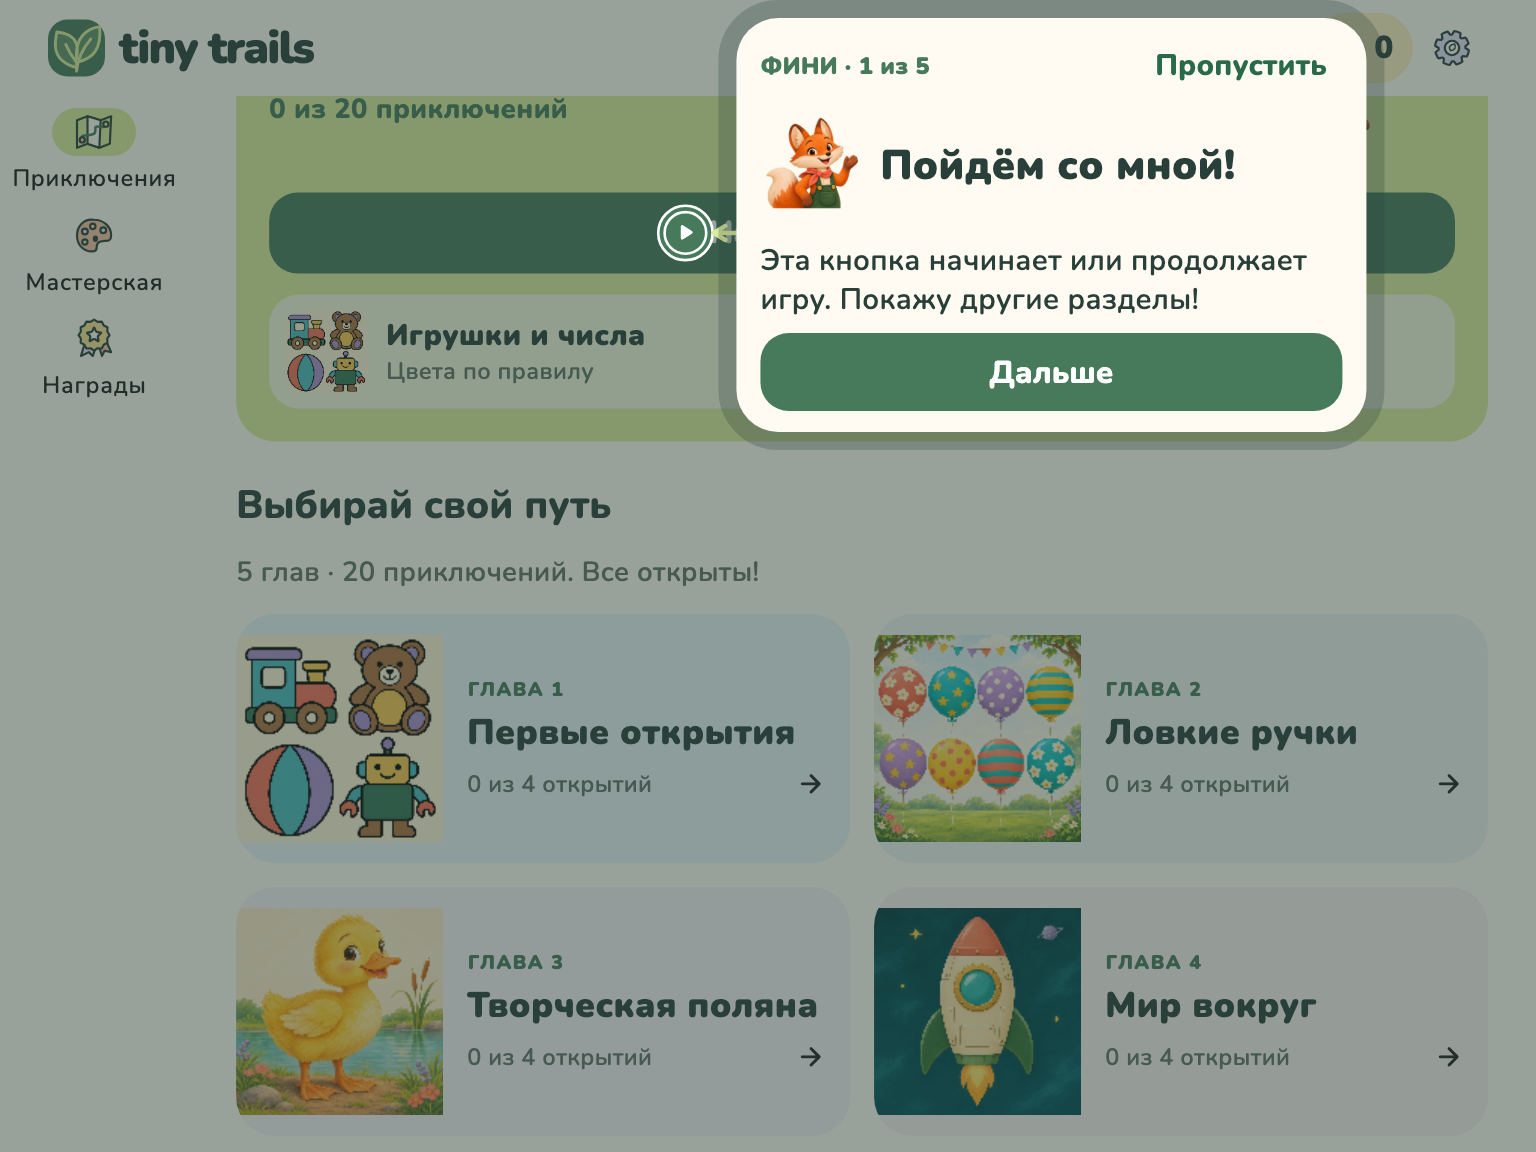 tiny trails
0
Приключения
Мастерская
Награды
0 из 20 приключений
ФИНИ · 1 из 5
Пропустить
Пойдём со мной!
Эта кнопка начинает или продолжает
игру. Покажу другие разделы!
Дальше
Игрушки и числа
Цвета по правилу
Выбирай свой путь
5 глав · 20 приключений. Все открыты!
ГЛАВА 1
Первые открытия
0 из 4 открытий
ГЛАВА 2
Ловкие ручки
0 из 4 открытий
ГЛАВА 3
Творческая поляна
0 из 4 открытий
ГЛАВА 4
Мир вокруг
0 из 4 открытий